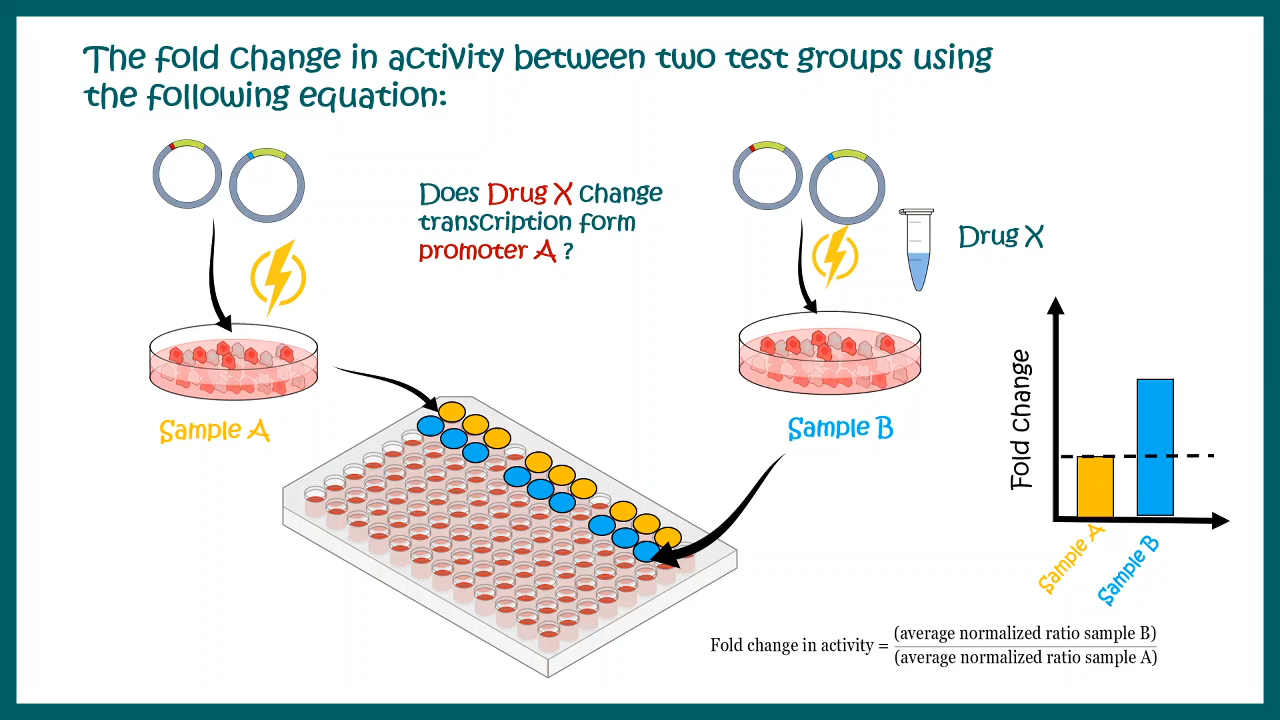 The fold change in activity between two test groups using
the following equation:
Does Drug X change
transcription form
promoter A ?
Drug X
Sample A
Sample B
Fold change
Sample A
Sample B
Fold change in activity = (average normalized ratio sample B)
(average normalized ratio sample A)